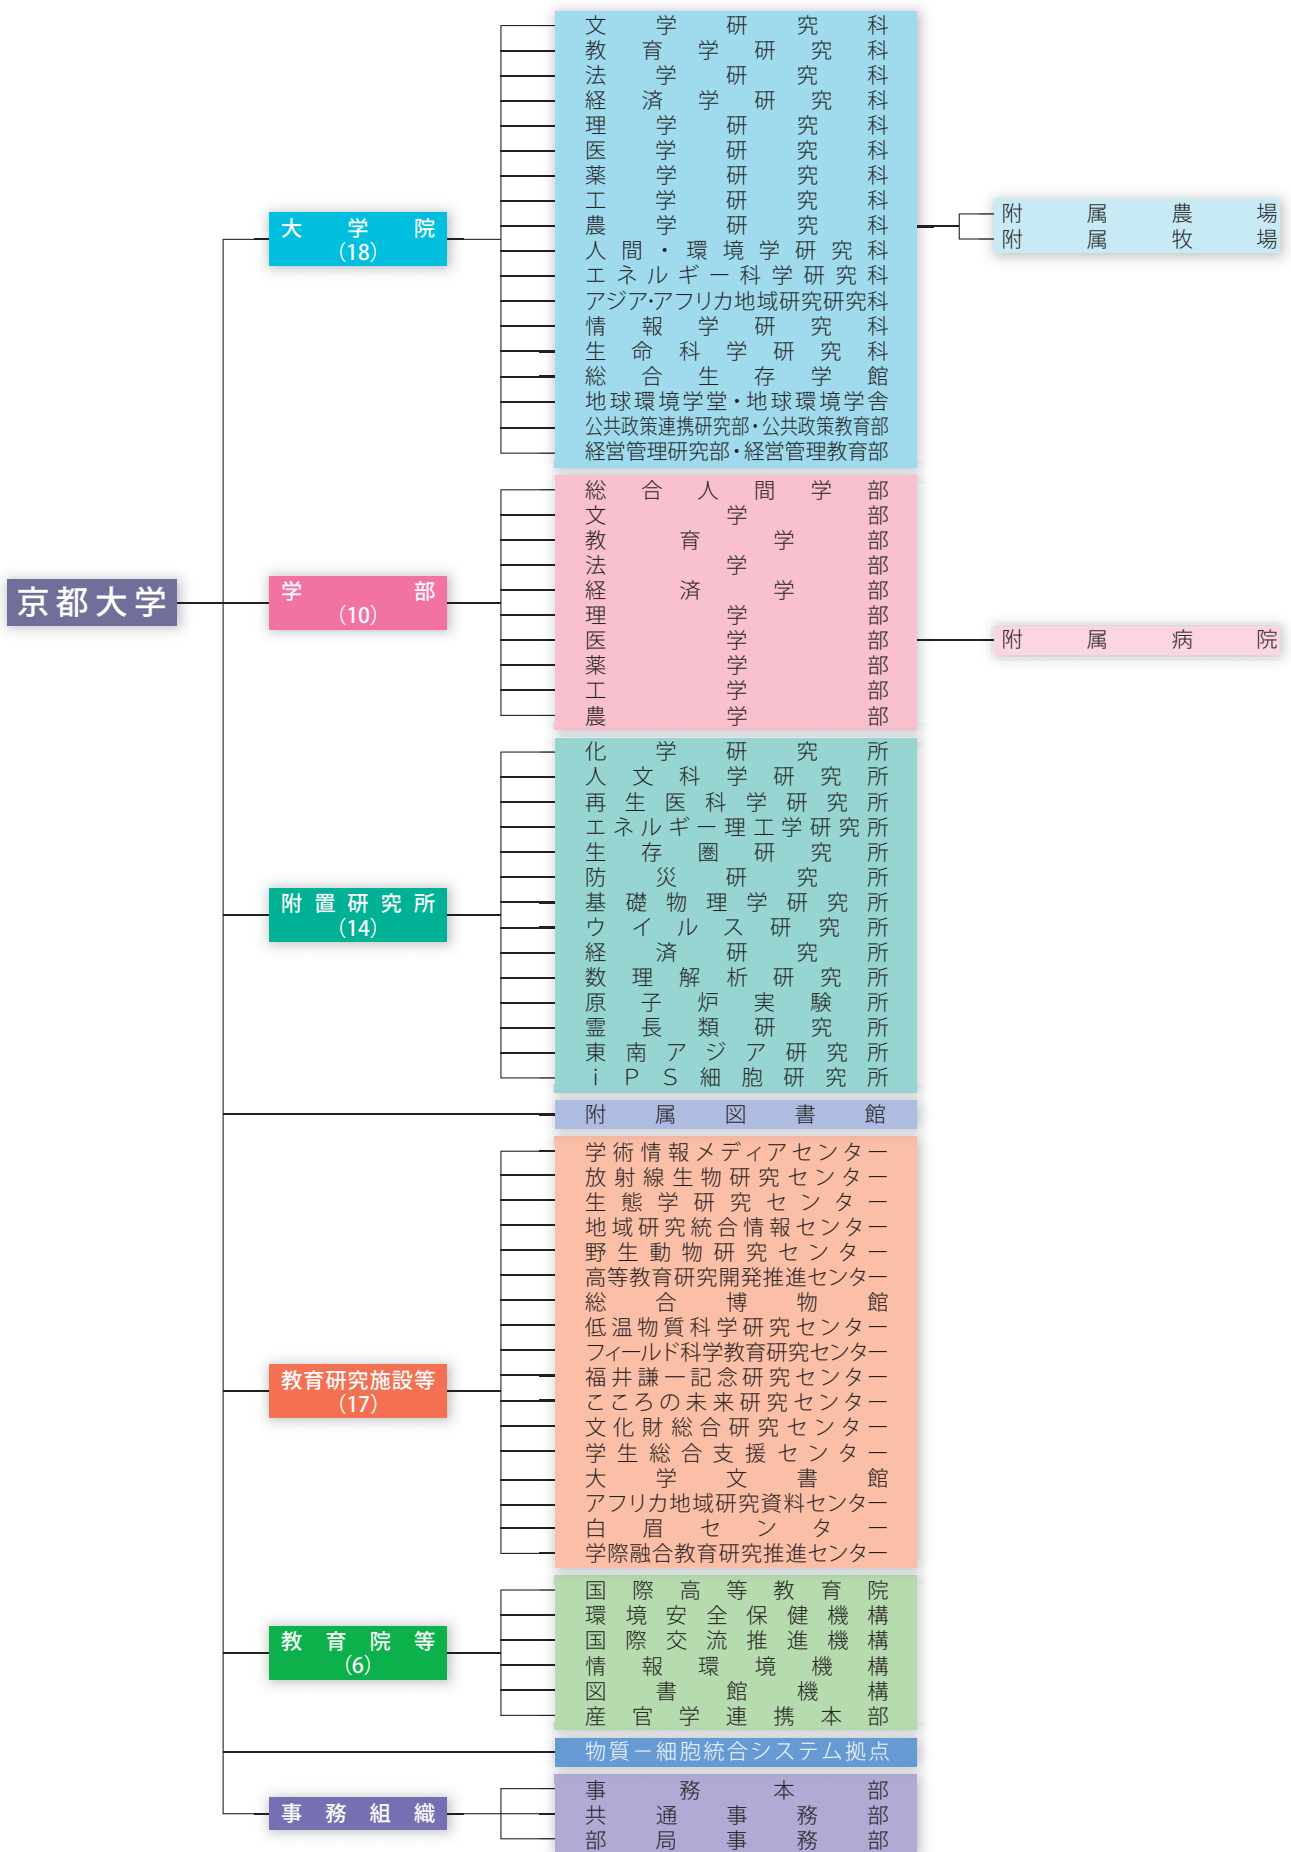 京都大学
大学院
（18）
文学研究科
教育学研究科
法学研究科
経済学研究科
理学研究科
医学研究科
薬学研究科
工学研究科
農学研究科
人間・環境学研究科
エネルギー科学研究科
アジア・アフリカ地域研究研究科
情報学研究科
生命科学研究科
総合生存学館
地球環境学堂・地球環境学舎
公共政策連携研究部・公共政策教育部
経営管理研究部・経営管理教育部
附属農場
附属牧場
学部
（10）
総合人間学部
文学部
教育学部
法学部
経済学部
理学部
医学部
薬学部
工学部
農学部
附属病院
附置研究所
（14）
化学研究所
人文科学研究所
再生医科学研究所
エネルギー理工学研究所
生存圏研究所
防災研究所
基礎物理学研究所
ウイルス研究所
経済研究所
数理解析研究所
原子炉実験所
霊長類研究所
東南アジア研究所
iPS細胞研究所
附属図書館
教育研究施設等
（17）
学術情報メディアセンター
放射線生物研究センター
生態学研究センター
地域研究統合情報センター
野生動物研究センター
高等教育研究開発推進センター
総合博物館
低温物質科学研究センター
フィールド科学教育研究センター
福井謙一記念研究センター
こころの未来研究センター
文化財総合研究センター
学生総合支援センター
大学文書館
アフリカ地域研究資料センター
白眉センター
学際融合教育研究推進センター
教育院等
（6）
国際高等教育院
環境安全保健機構
国際交流推進機構
情報環境機構
図書館機構
産官学連携本部
物質－細胞統合システム拠点
事務組織
事務本部
共通事務部
部局事務部